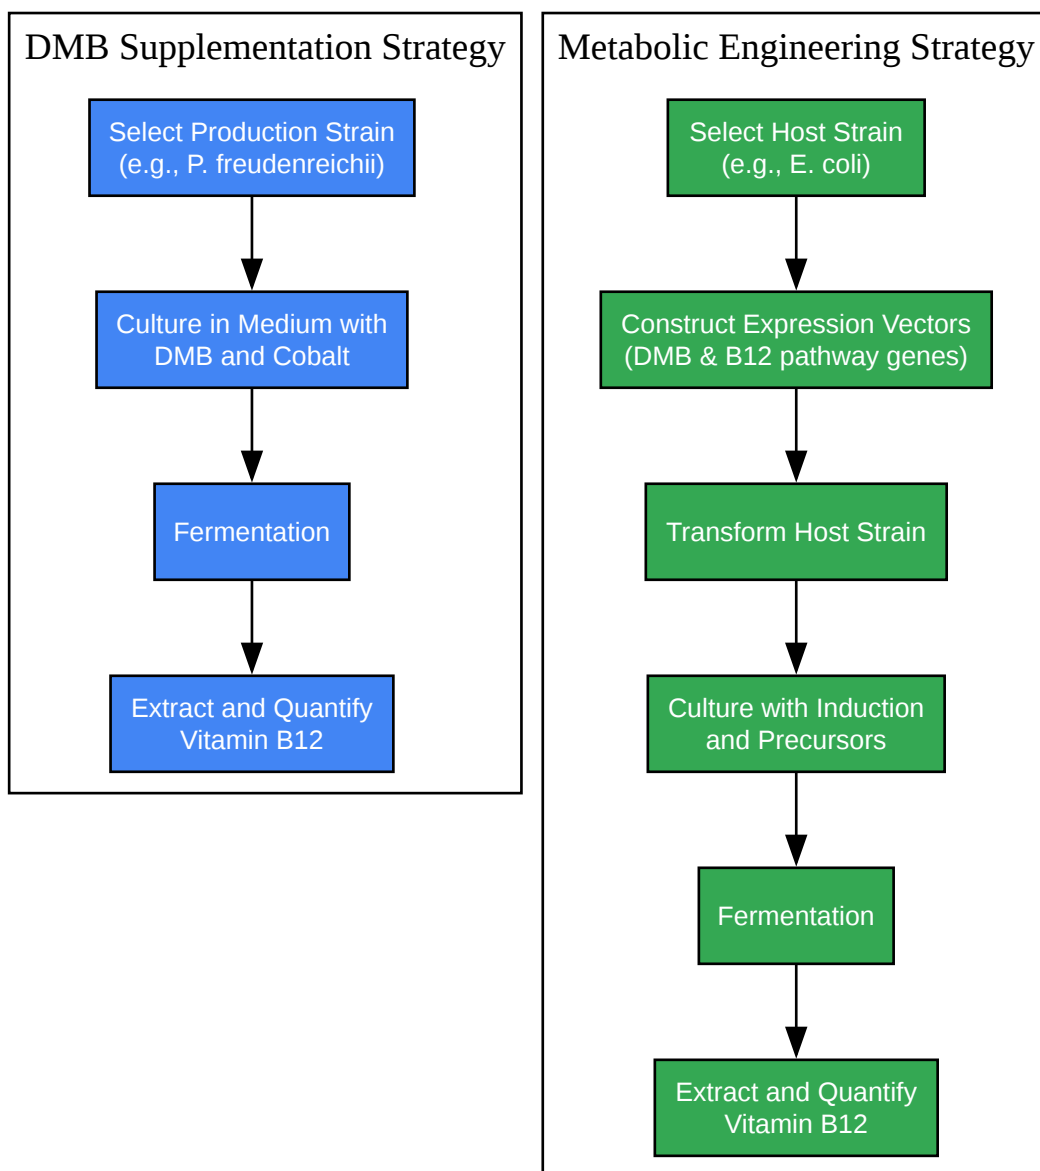 DMB Supplementation Strategy
Select Production Strain
(e.g., P. freudenreichii)
Culture in Medium with
DMB and Cobalt
Fermentation
Extract and Quantify
Vitamin B12
Metabolic Engineering Strategy
Select Host Strain
(e.g., E. coli)
Construct Expression Vectors
(DMB & B12 pathway genes)
Transform Host Strain
Culture with Induction
and Precursors
Fermentation
Extract and Quantify
Vitamin B12